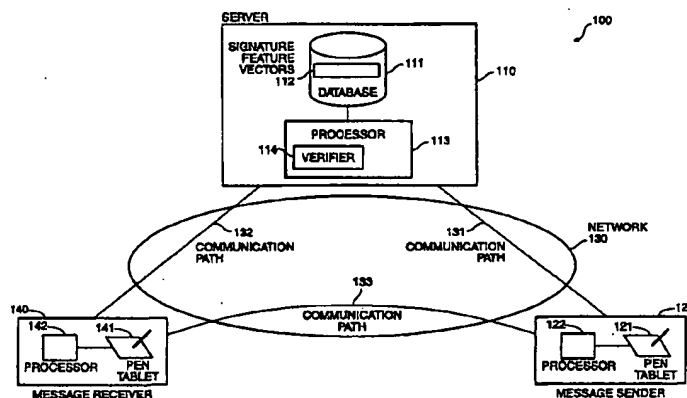 SERVER
100
SIGNATURE
FEATURE
VECTORS
111
112
DATABASE
110
PROCESSOR
113
114
VERIFIER
132
COMMUNICATION
PATH
131
COMMUNICATION
PATH
NETWORK
130
133
COMMUNICATION
PATH
140
142
141
PROCESSOR
PEN
TABLET
MESSAGE RECEIVER
12
122
121
PROCESSOR
PEN
TABLET
MESSAGE SENDER